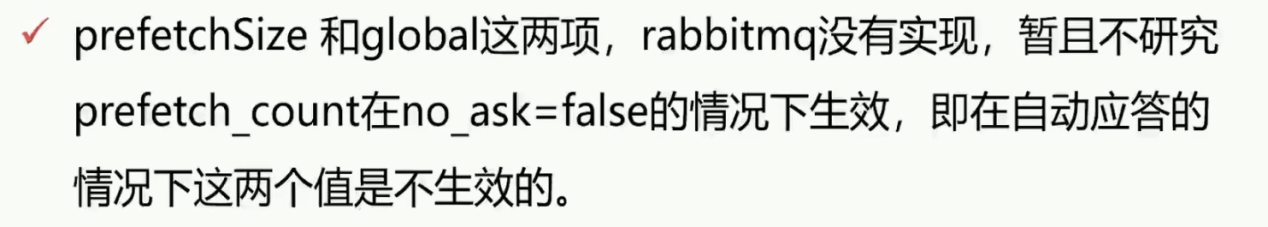 ✓ prefetchSize 和global这两项，rabbitmq没有实现，暂且不研究
prefetch_count在no_ask=false的情况下生效，即在自动应答的
情况下这两个值是不生效的。